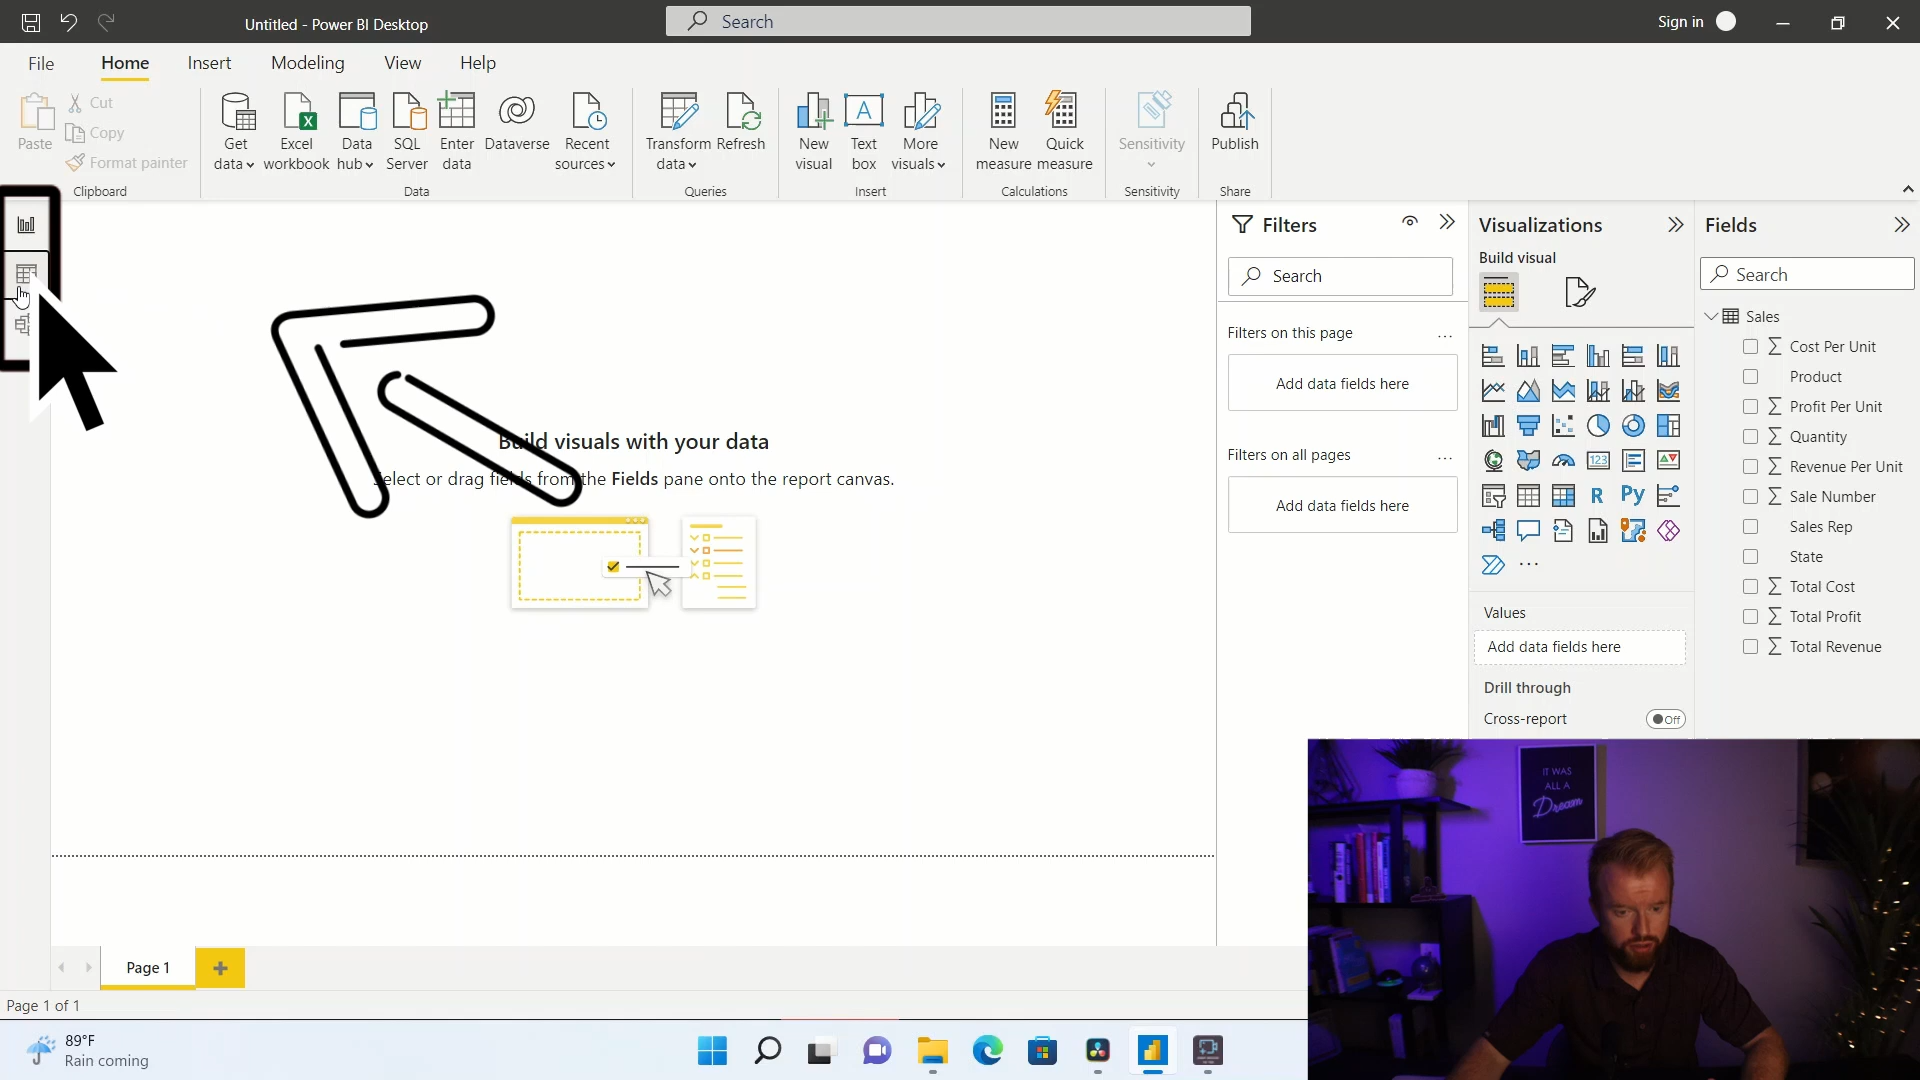 Untitled - Power BI Desktop
Search
Sign in
File
Home
Insert
Modeling
View
Help
Paste
Cut
Copy
Format painter
Clipboard
Get data
Excel workbook
Data hub
SQL Server
Enter data
Dataverse
Recent sources
Data
Transform data
Refresh
Queries
New visual
Text box
More visuals
Insert
New measure
Quick measure
Calculations
Sensitivity
Sensitivity
Publish
Share
Build visuals with your data
elect or drag fields from the Fields pane onto the report canvas.
Filters
Search
Filters on this page
...
Add data fields here
Filters on all pages
...
Add data fields here
Visualizations
Build visual
123
R
Py
...
Values
Add data fields here
Drill through
Cross-report
Off
Fields
Search
Sales
Cost Per Unit
Product
Profit Per Unit
Quantity
Revenue Per Unit
Sale Number
Sales Rep
State
Total Cost
Total Profit
Total Revenue
IT WAS
ALL A
Dream
Page 1
Page 1 of 1
89°F
Rain coming